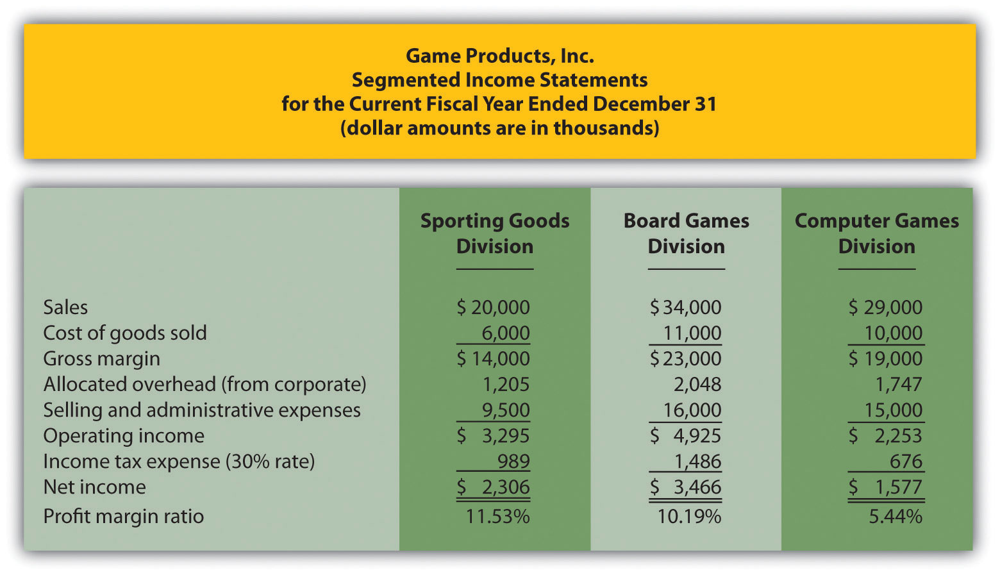 Game Products, Inc.
Segmented Income Statements
for the Current Fiscal Year Ended December 31
(dollar amounts are in thousands)
Sporting Goods Division Board Games Division Computer Games Division
Sales $ 20,000 $ 34,000 $ 29,000
Cost of goods sold 6,000 11,000 10,000
Gross margin $ 14,000 $ 23,000 $ 19,000
Allocated overhead (from corporate) 1,205 2,048 1,747
Selling and administrative expenses 9,500 16,000 15,000
Operating income $ 3,295 $ 4,925 $ 2,253
Income tax expense (30% rate) 989 1,486 676
Net income $ 2,306 $ 3,466 $ 1,577
Profit margin ratio 11.53% 10.19% 5.44%